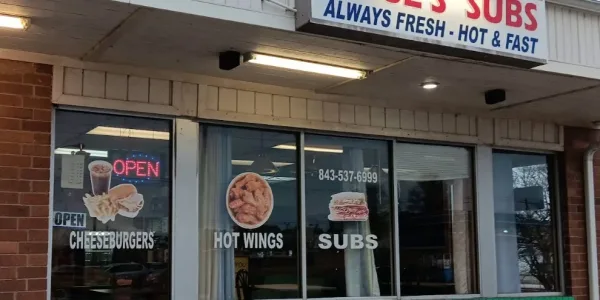 SUBS
ALWAYS FRESH - HOT & FAST
OPEN
843-537-6999
OPEN
CHEESEBURGERS
HOT WINGS
SUBS